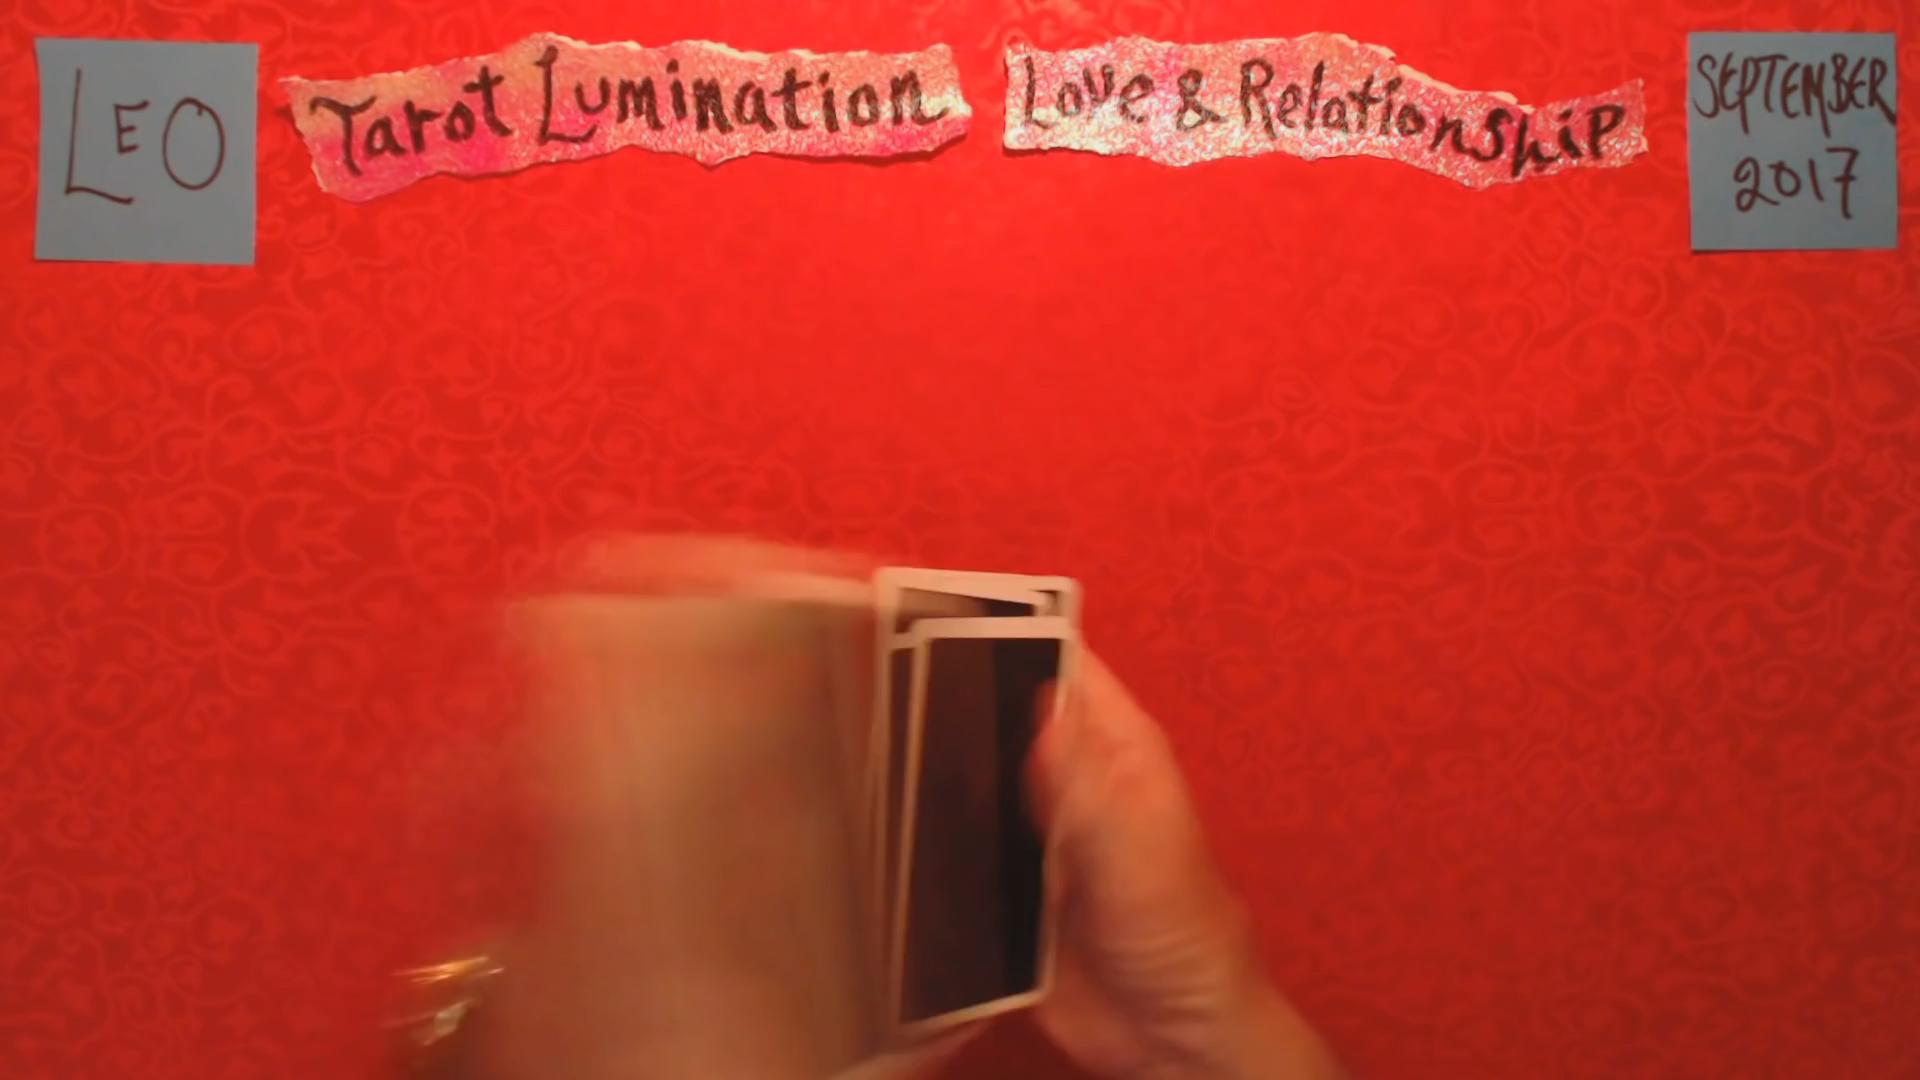 LEO
Tarot Lumination
Love & Relationship
SEPTEMBER
2017